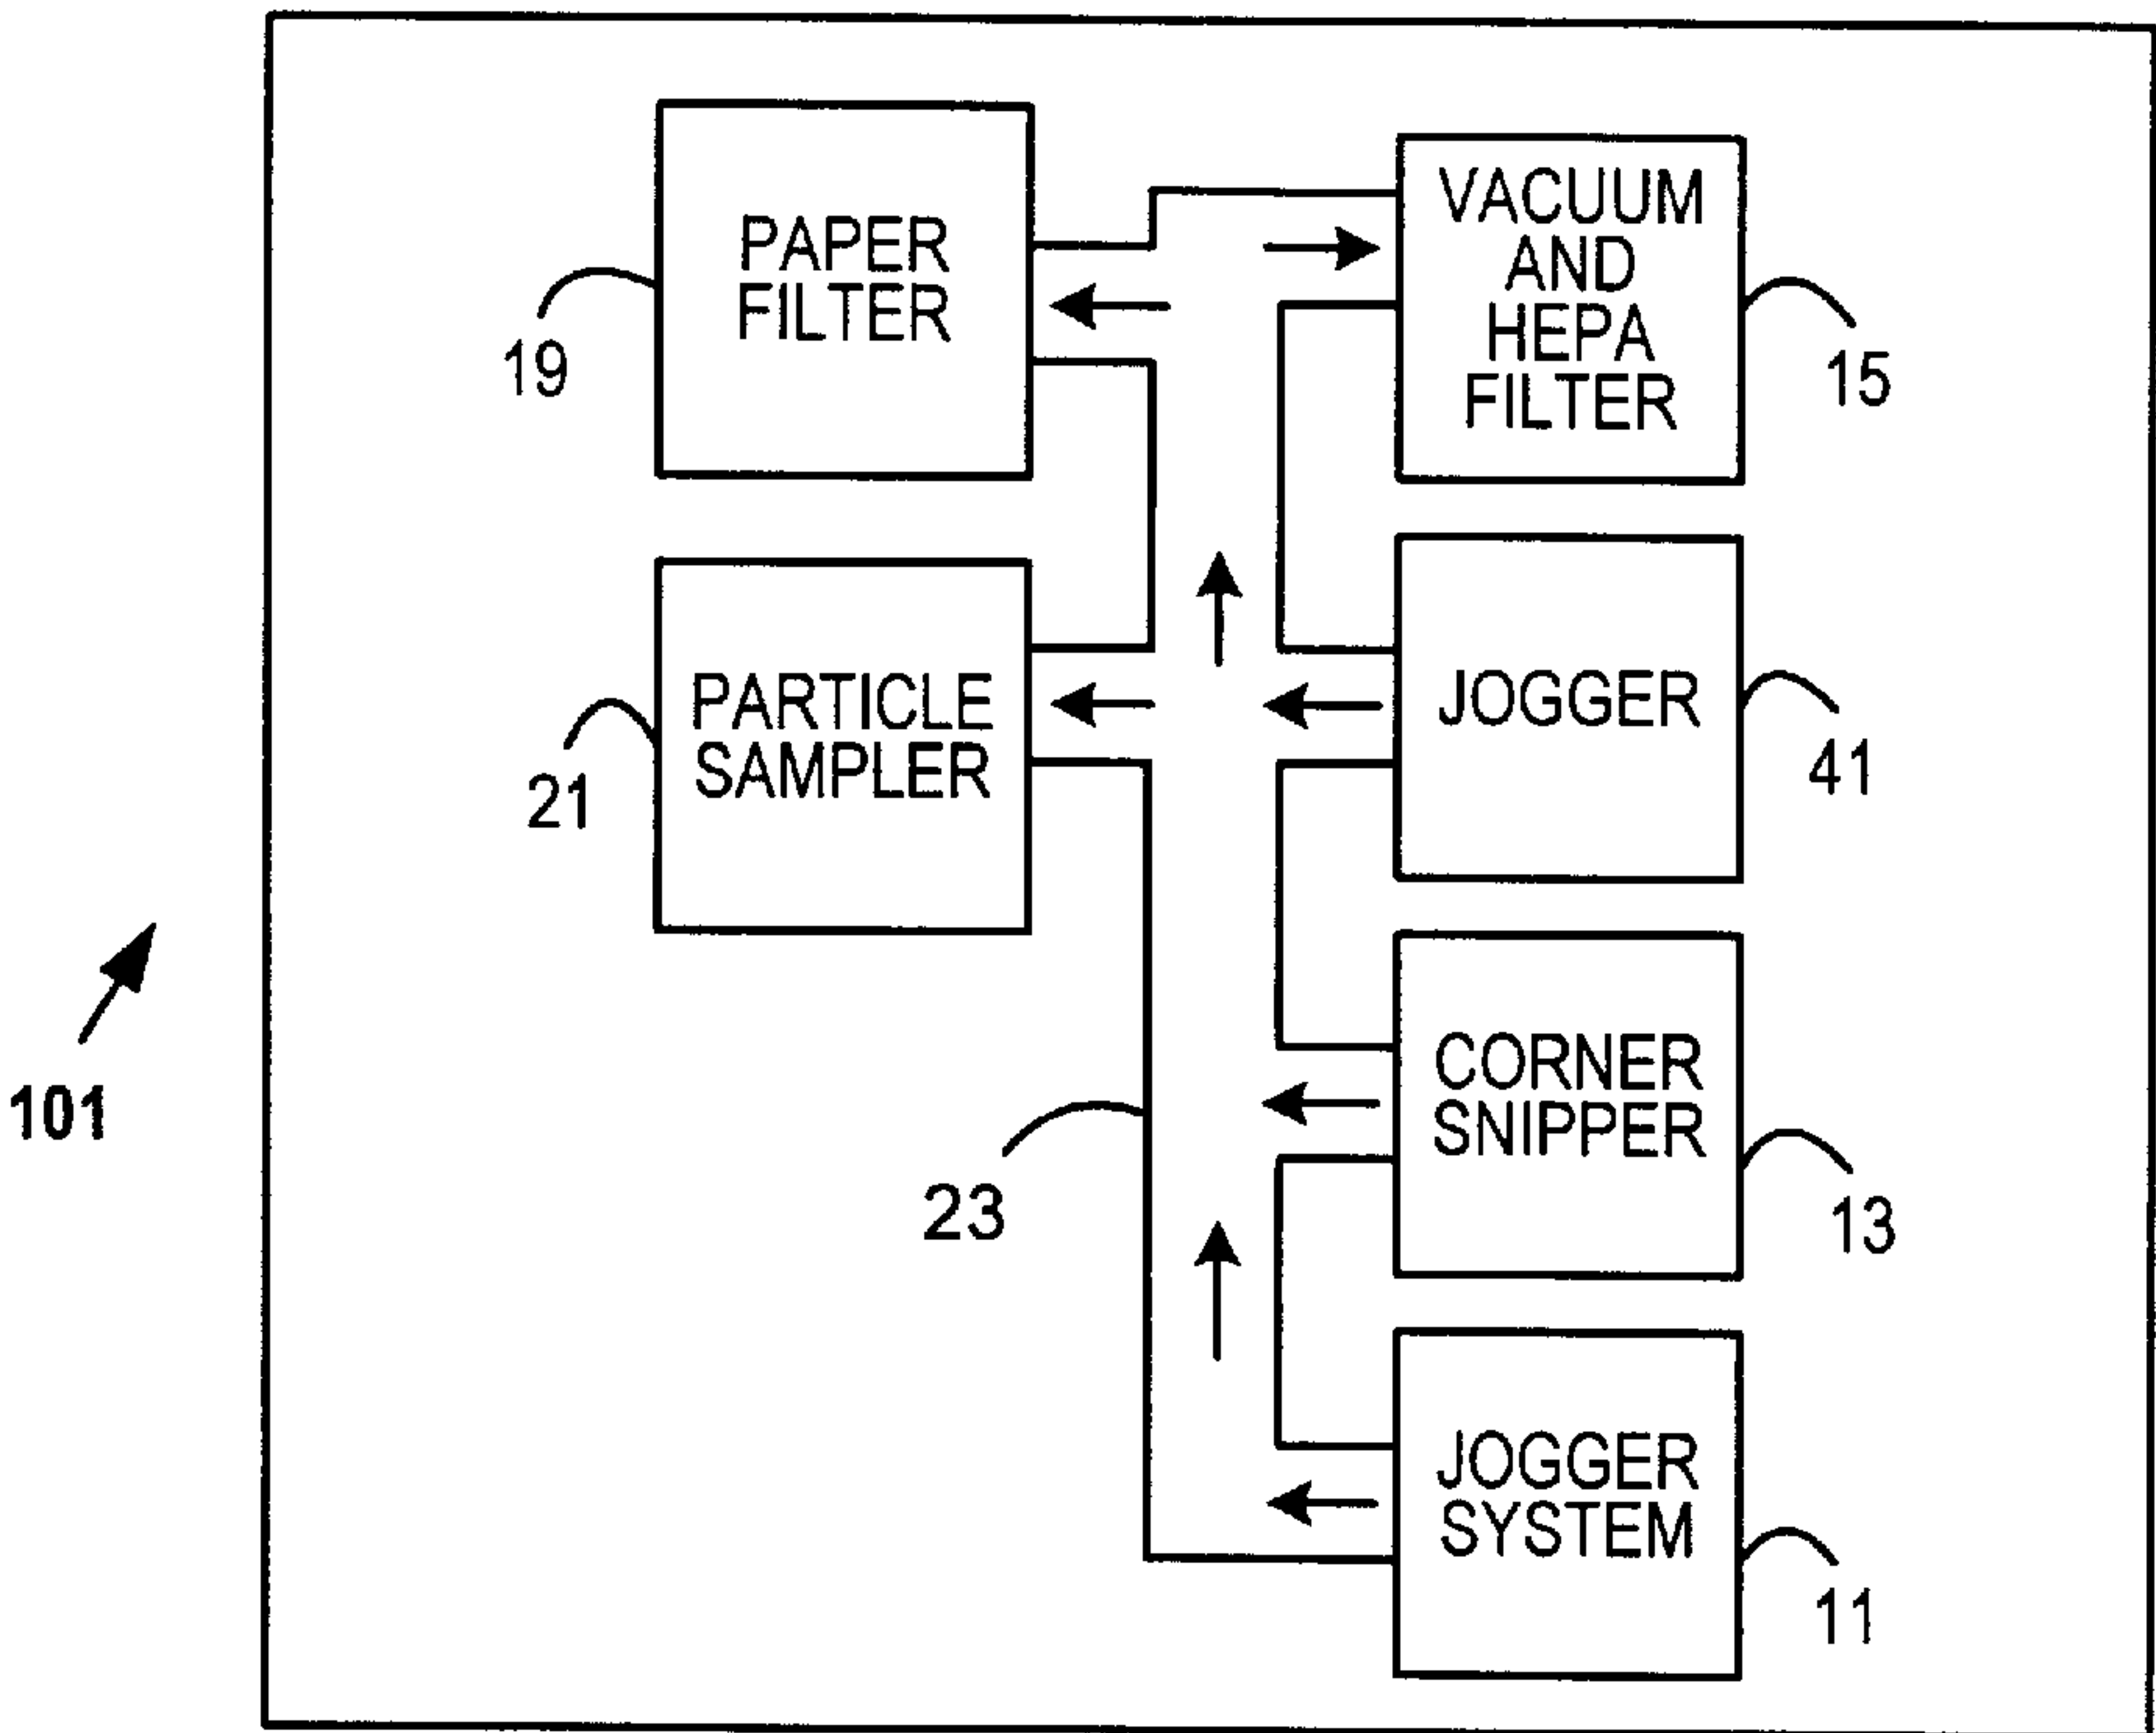 PAPER
FILTER
19
VACUUM
AND
HEPA
FILTER
15
PARTICLE
SAMPLER
21
JOGGER
41
101
23
CORNER
SNIPPER
13
JOGGER
SYSTEM
11